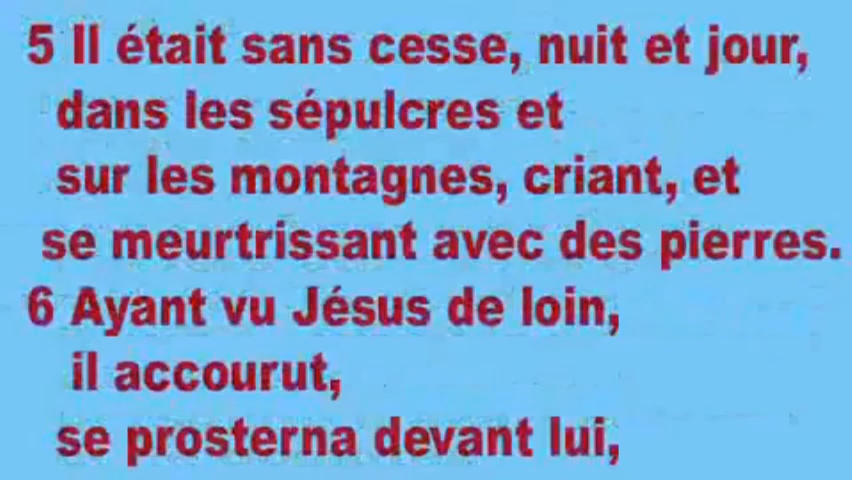 5 Il était sans cesse, nuit et jour,
dans les sépulcres et
sur les montagnes, criant, et
se meurtrissant avec des pierres.
6 Ayant vu Jésus de loin,
il accourut,
se prosterna devant lui,